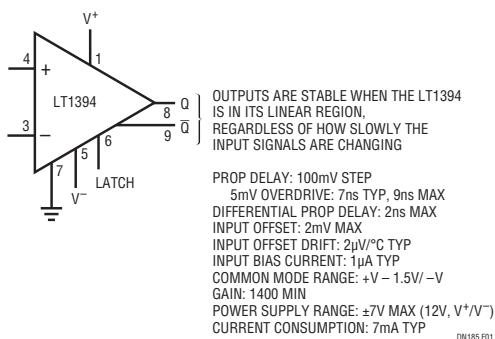 V⁺
4
+
1
LT1394
8
Q
3
−
9
Q̅
7
5
6
V⁻
LATCH
OUTPUTS ARE STABLE WHEN THE LT1394
IS IN ITS LINEAR REGION,
REGARDLESS OF HOW SLOWLY THE
INPUT SIGNALS ARE CHANGING
PROP DELAY: 100mV STEP
5mV OVERDRIVE: 7ns TYP, 9ns MAX
DIFFERENTIAL PROP DELAY: 2ns MAX
INPUT OFFSET: 2mV MAX
INPUT OFFSET DRIFT: 2µV/°C TYP
INPUT BIAS CURRENT: 1µA TYP
COMMON MODE RANGE: +V – 1.5V/ –V
GAIN: 1400 MIN
POWER SUPPLY RANGE: ±7V MAX (12V, V⁺/V⁻)
CURRENT CONSUMPTION: 7mA TYP
DN185 F01